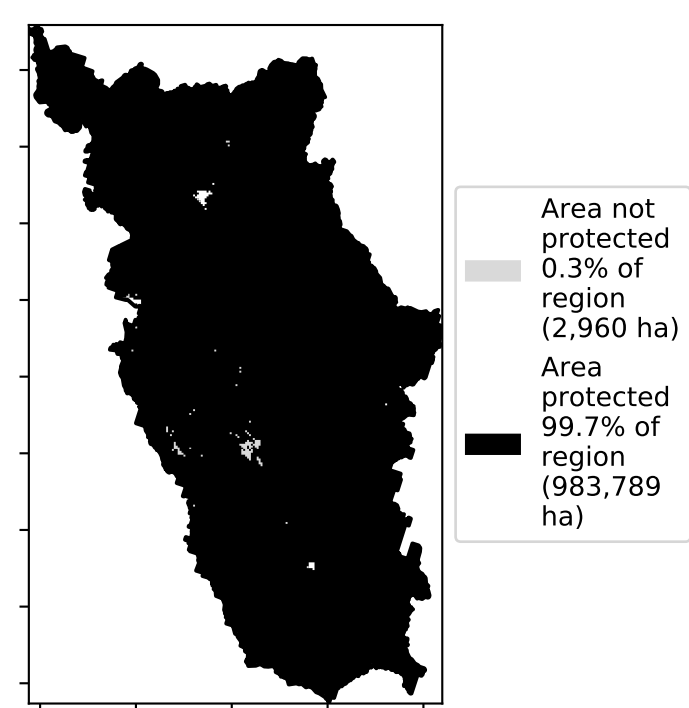 Area not
protected
0.3% of
region
(2,960 ha)
Area
protected
99.7% of
region
(983,789
ha)